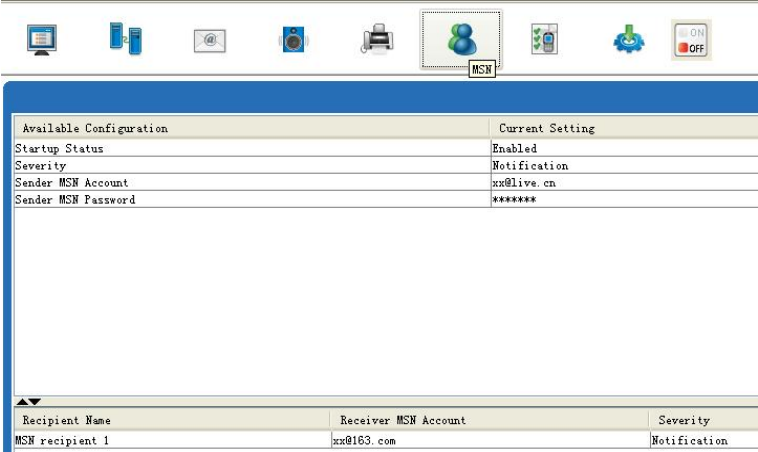 @
ON
OFF
MSN
Available Configuration Current Setting
Startup Status Enabled
Severity Notification
Sender MSN Account xx@live.cn
Sender MSN Password *******
Recipient Name Receiver MSN Account Severity
MSN recipient 1 xx@163.com Notification